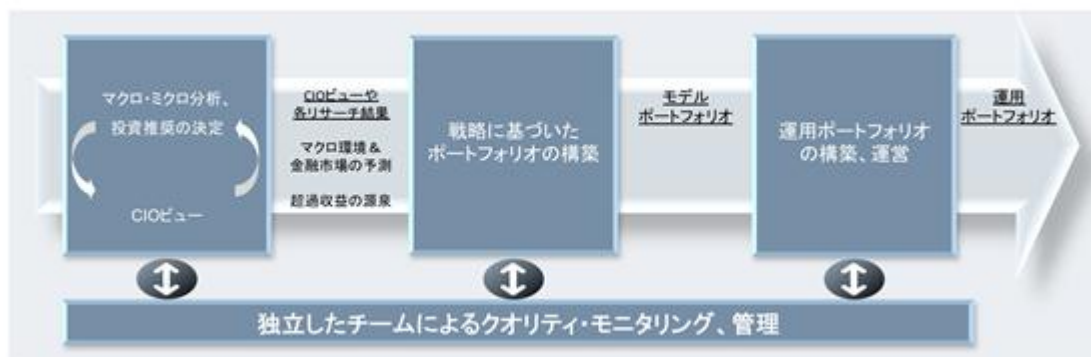 マクロ・ミクロ分析、
投資推奨の決定
CIOビュー
CIOビューや
各リサーチ結果
マクロ環境&
金融市場の予測
超過収益の源泉
戦略に基づいた
ポートフォリオの構築
モデル
ポートフォリオ
運用ポートフォリオ
の構築、運営
運用
ポートフォリオ
独立したチームによるクオリティ・モニタリング、管理